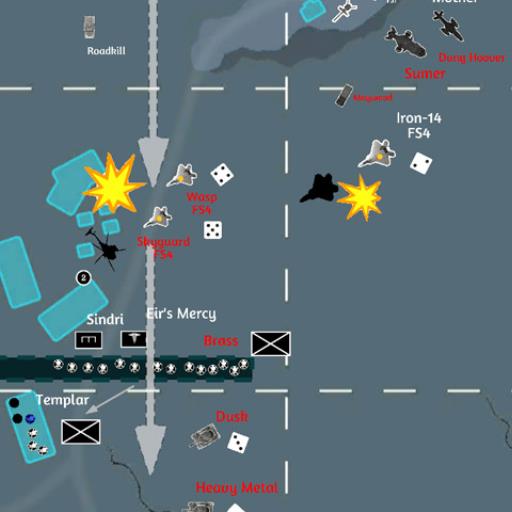 Mother
Roadkill
Dung Hoover
Sumer
Iron-14
FS4
Wasp
FS4
Skyguard
FS4
2
Sindri
Eir's Mercy
Brass
Templar
Dusk
Heavy Metal